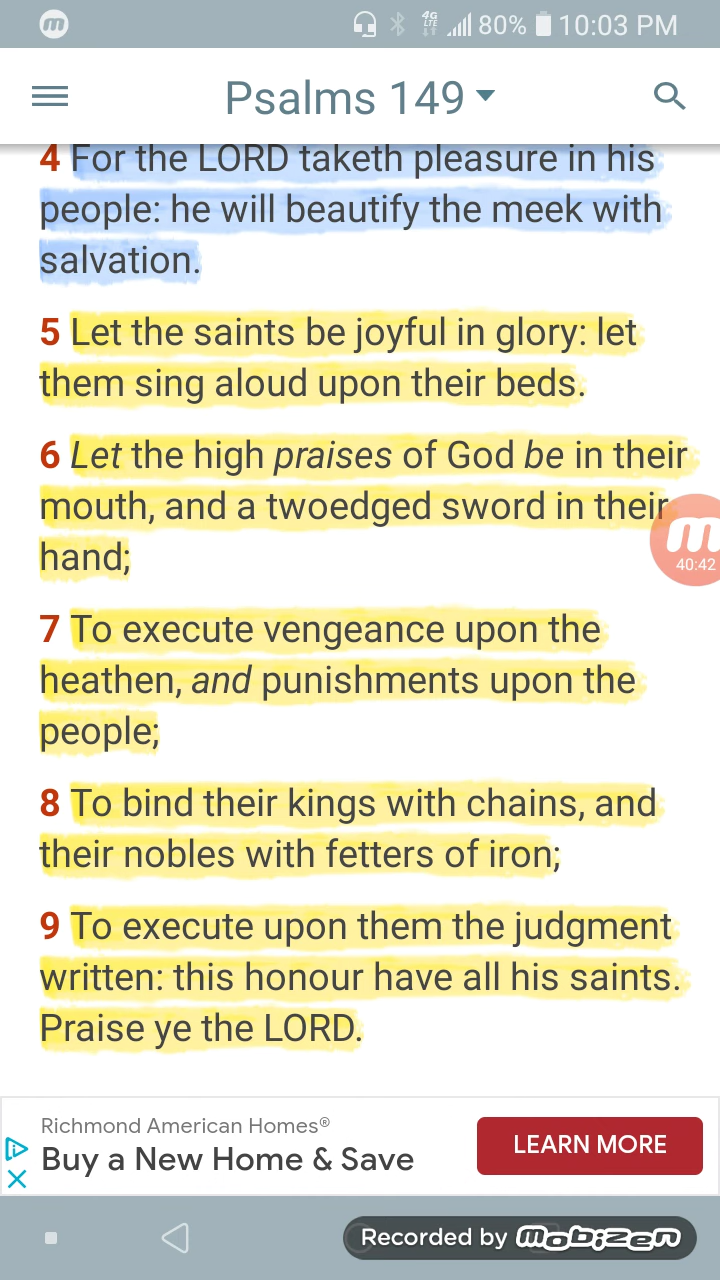 m 4G LTE 80% 10:03 PM
Psalms 149
4 For the LORD taketh pleasure in his
people: he will beautify the meek with
salvation.
5 Let the saints be joyful in glory: let
them sing aloud upon their beds.
6 Let the high praises of God be in their
mouth, and a twoedged sword in their
hand;
m
40:42
7 To execute vengeance upon the
heathen, and punishments upon the
people;
8 To bind their kings with chains, and
their nobles with fetters of iron;
9 To execute upon them the judgment
written: this honour have all his saints.
Praise ye the LORD.
Richmond American Homes®
Buy a New Home & Save
LEARN MORE
Recorded by mobizen